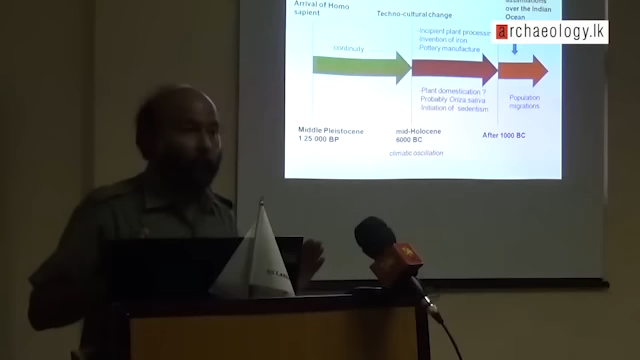 Arrival of Homo
sapient
Techno-cultural change
over the Indian
Ocean
archaeology.lk
continuity
Incipient plant processin
Invention of iron
Pottery manufacture
Plant domestication ?
Probably Oriza sativa
Initiation of sedentism
Population
migrations
Middle Pleistocene
1 25 000 BP
mid-Holocene
6000 BC
After 1000 BC
climatic oscillation